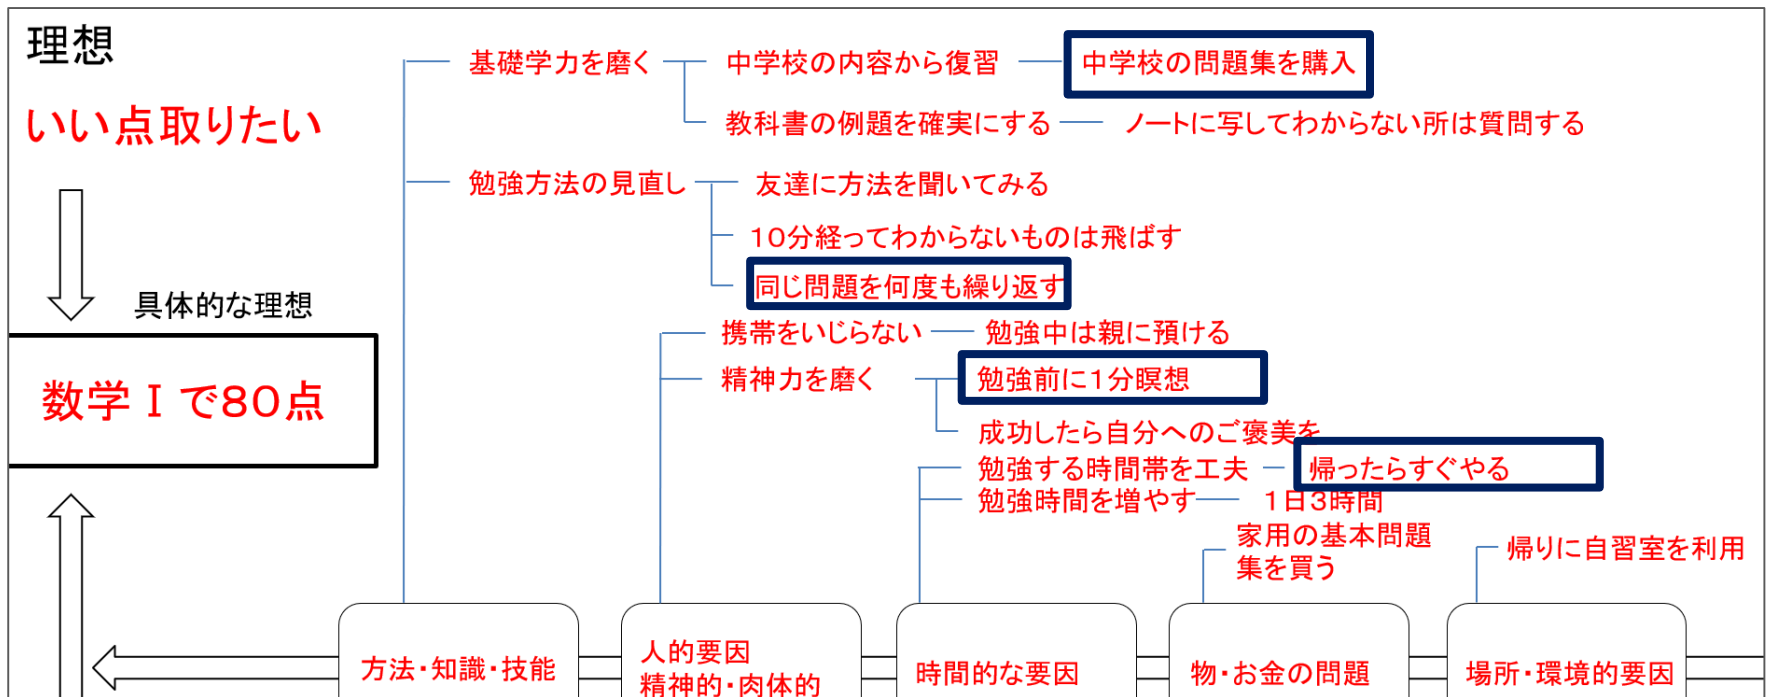 理想
いい点取りたい
具体的な理想
数学Ⅰで80点
基礎学力を磨く
中学校の内容から復習
中学校の問題集を購入
教科書の例題を確実にする
ノートに写してわからない所は質問する
勉強方法の見直し
友達に方法を聞いてみる
10分経ってわからないものは飛ばす
同じ問題を何度も繰り返す
携帯をいじらない
勉強中は親に預ける
精神力を磨く
勉強前に1分瞑想
成功したら自分へのご褒美を
勉強する時間帯を工夫
帰ったらすぐやる
勉強時間を増やす
1日3時間
家用の基本問題
集を買う
帰りに自習室を利用
方法・知識・技能
人的要因
精神的・肉体的
時間的な要因
物・お金の問題
場所・環境的要因